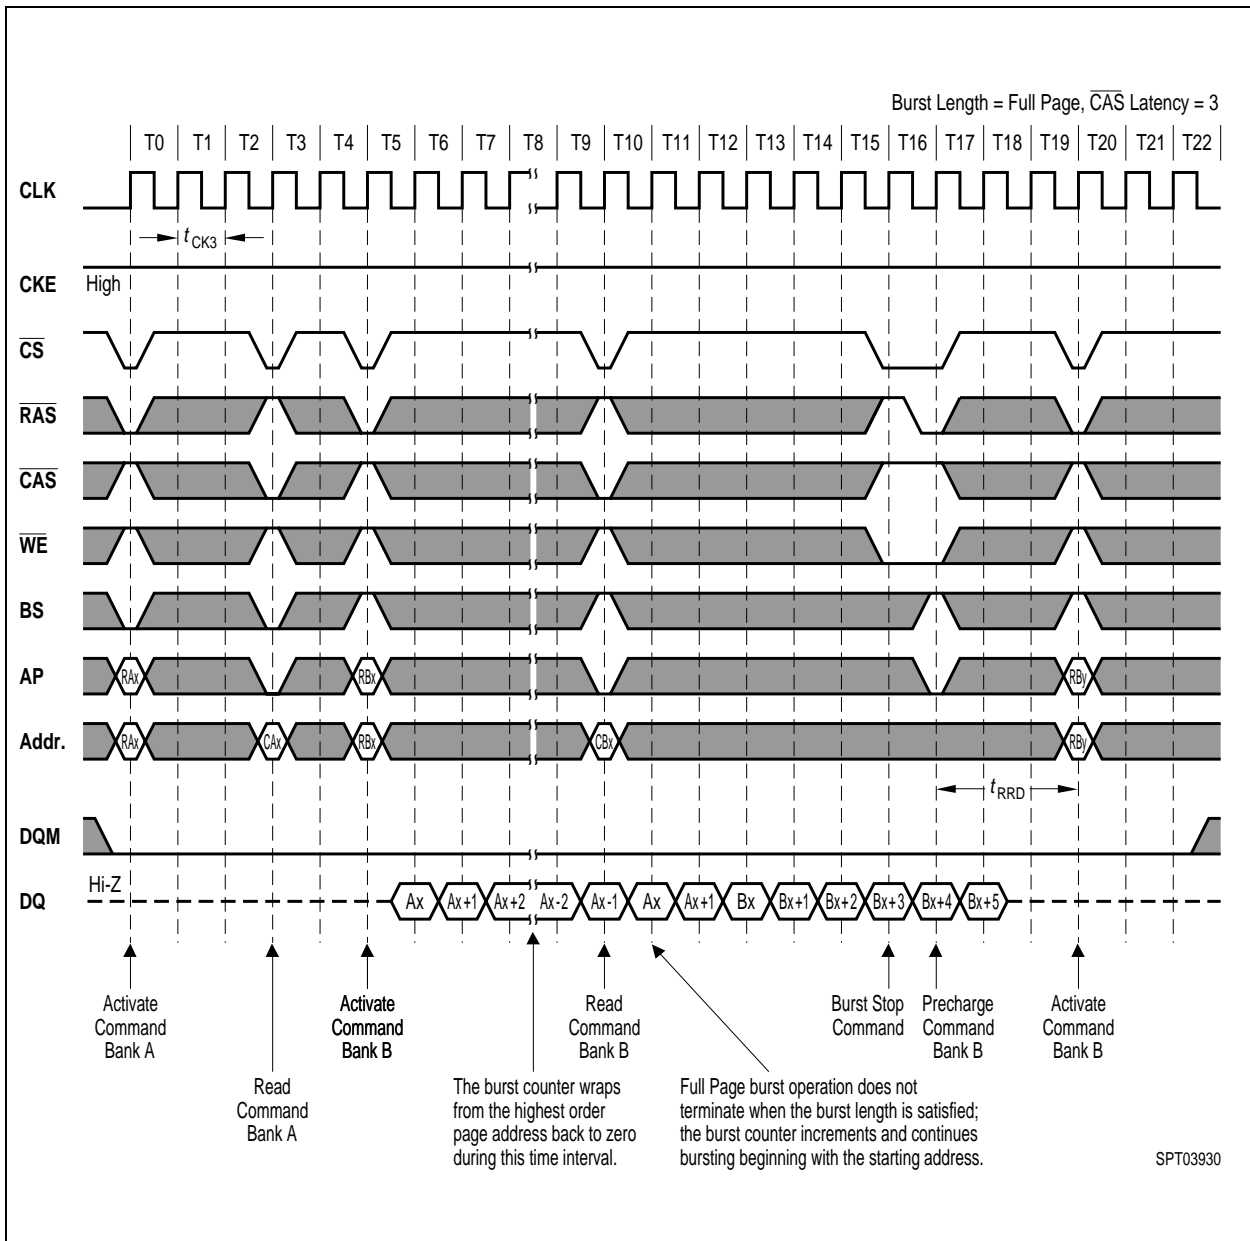 Burst Length = Full Page, CAS Latency = 3
T0 T1 T2 T3 T4 T5 T6 T7 T8 T9 T10 T11 T12 T13 T14 T15 T16 T17 T18 T19 T20 T21 T22
CLK
tCK3
CKE High
CS
RAS
CAS
WE
BS
AP RAx RBx RBy
Addr. RAx CAx RBx CBx RBy
tRRD
DQM
Hi-Z
DQ Ax Ax+1 Ax+2 Ax-2 Ax-1 Ax Ax+1 Bx Bx+1 Bx+2 Bx+3 Bx+4 Bx+5
Activate
Command
Bank A
Read
Command
Bank A
Activate
Command
Bank B
The burst counter wraps
from the highest order
page address back to zero
during this time interval.
Read
Command
Bank B
Full Page burst operation does not
terminate when the burst length is satisfied;
the burst counter increments and continues
bursting beginning with the starting address.
Burst Stop
Command
Precharge
Command
Bank B
Activate
Command
Bank B
SPT03930